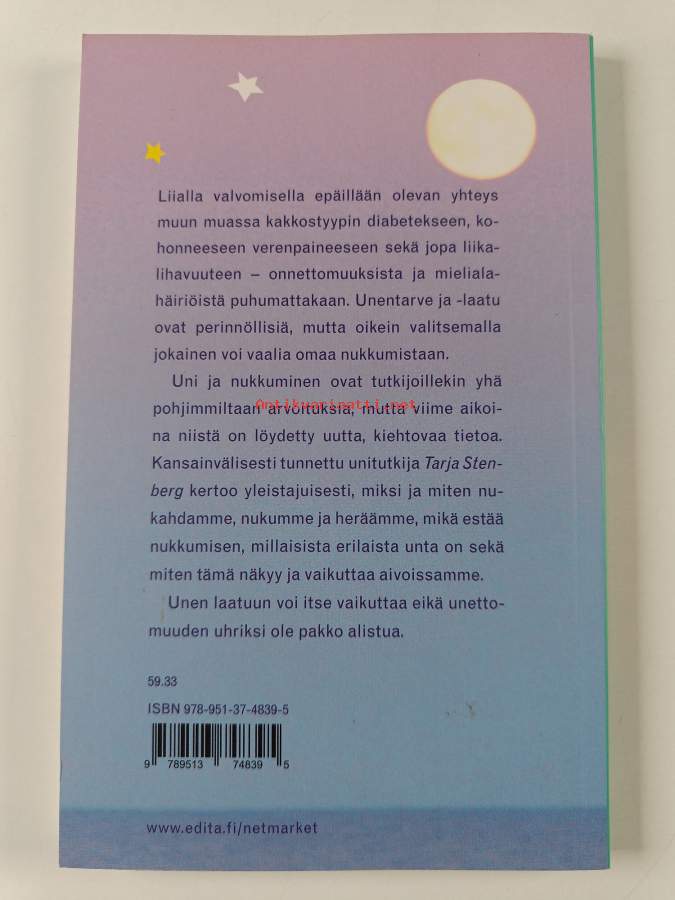 Liialla valvomisella epäillään olevan yhteys
muun muassa kakkostyypin diabetekseen, ko-
honneeseen verenpaineeseen sekä jopa liika-
lihavuuteen – onnettomuuksista ja mieliala-
häiriöistä puhumattakaan. Unentarve ja -laatu
ovat perinnöllisiä, mutta oikein valitsemalla
jokainen voi vaalia omaa nukkumistaan.
Uni ja nukkuminen ovat tutkijoillekin yhä
pohjimmiltaan arvoituksia, mutta viime aikoi-
Antikvariaatti.net
na niistä on löydetty uutta, kiehtovaa tietoa.
Kansainvälisesti tunnettu unitutkija Tarja Sten-
berg kertoo yleistajuisesti, miksi ja miten nu-
kahdamme, nukumme ja heräämme, mikä estää
nukkumisen, millaisista erilaista unta on sekä
miten tämä näkyy ja vaikuttaa aivoissamme.
Unen laatuun voi itse vaikuttaa eikä unetto-
muuden uhriksi ole pakko alistua.
59.33
ISBN 978-951-37-4839-5
9 789513 748395
www.edita.fi/netmarket